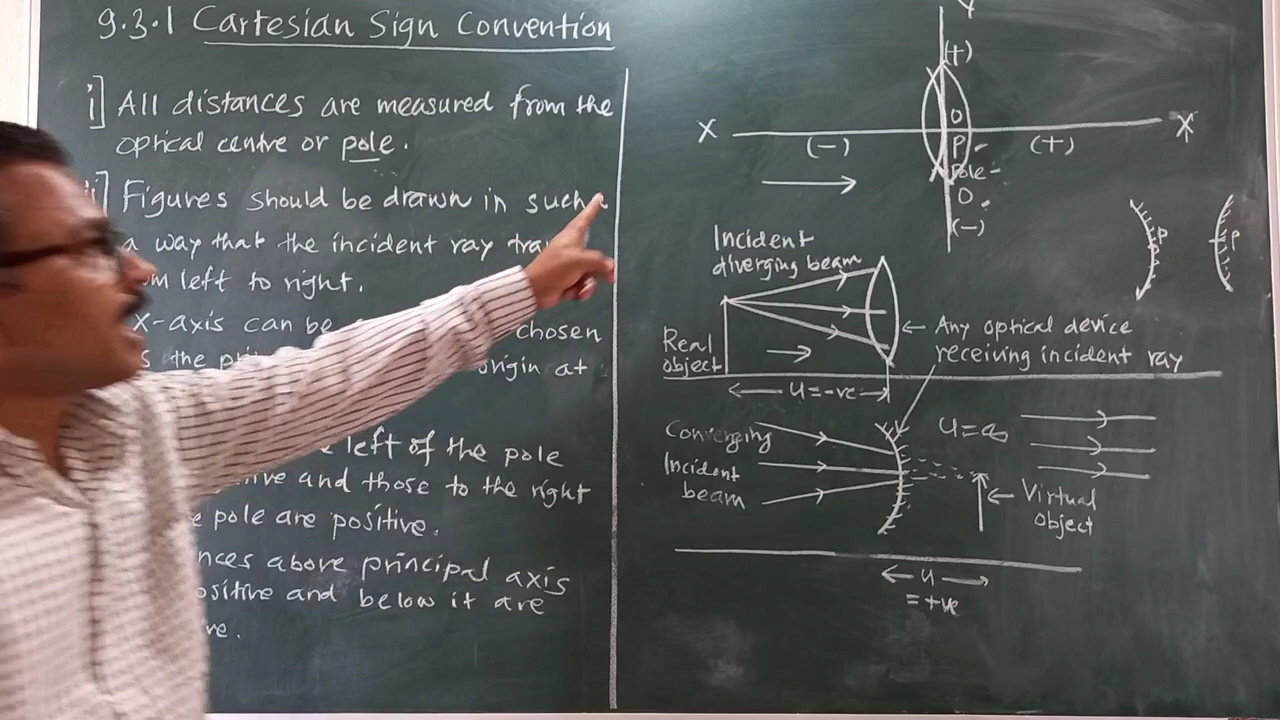 9.3.1 Cartesian Sign Convention
i] All distances are measured from the
optical centre or pole.
Figures should be drawn in such a
a way that the incident ray
left to right.
x-axis can be chosen
the origin at
left of the pole
and those to the right
pole are positive.
above principal axis
and below it are
Y
(+)
X
X
O
(-)
P
(+)
Pole
O
(-)
P
P
Incident
diverging beam
Real
object
Any optical device
receiving incident ray
u = -ve
Converging
Incident
beam
u = ∞
Virtual
object
u
= +ve